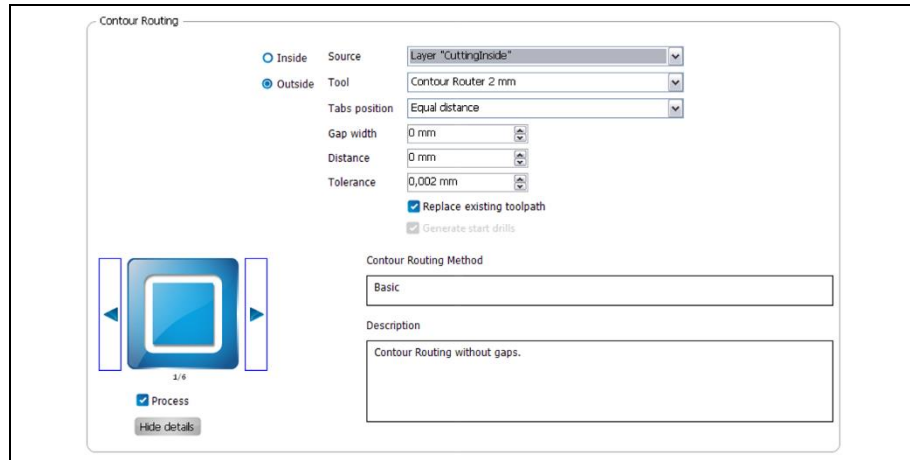 Contour Routing
Inside
Source
Layer "CuttingInside"
Outside
Tool
Contour Router 2 mm
Tabs position
Equal distance
Gap width
0 mm
Distance
0 mm
Tolerance
0,002 mm
Replace existing toolpath
Generate start drills
Contour Routing Method
Basic
Description
Contour Routing without gaps.
1/6
Process
Hide details